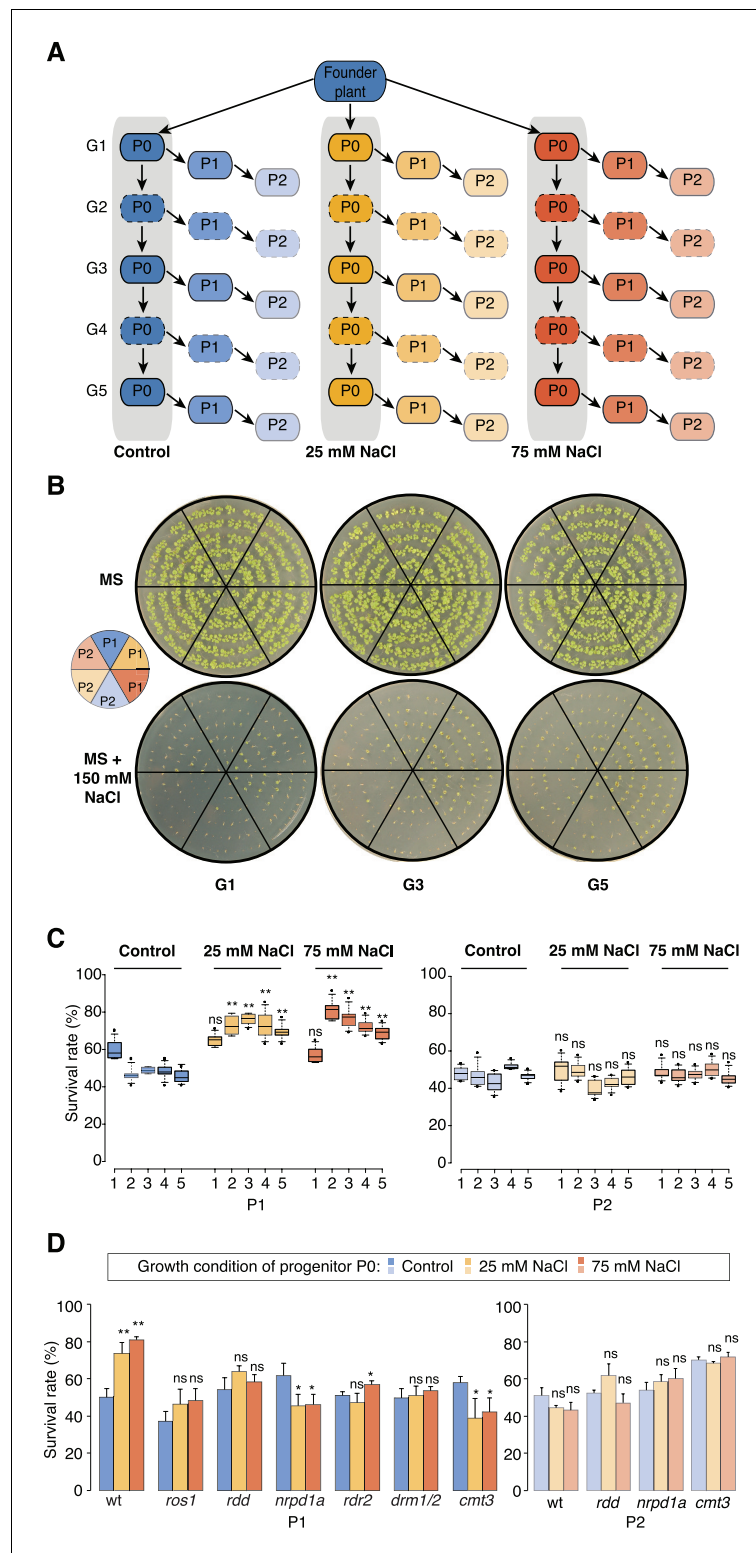 A
Founder
plant
G1 P0 P1 P2 P0 P1 P2 P0 P1 P2
G2 P0 P1 P2 P0 P1 P2 P0 P1 P2
G3 P0 P1 P2 P0 P1 P2 P0 P1 P2
G4 P0 P1 P2 P0 P1 P2 P0 P1 P2
G5 P0 P1 P2 P0 P1 P2 P0 P1 P2
Control 25 mM NaCl 75 mM NaCl
B
MS
P2 P1 P1
P2 P2 P1
MS +
150 mM
NaCl
G1 G3 G5
C
Control 25 mM NaCl 75 mM NaCl
Survival rate (%)
100
80
60
40
20
0
ns ** ** ** **
ns ** ** ** **
1 2 3 4 5 1 2 3 4 5 1 2 3 4 5
P1
Control 25 mM NaCl 75 mM NaCl
100
80
60
40
20
0
ns ns ns ns ns
ns ns ns ns ns
1 2 3 4 5 1 2 3 4 5 1 2 3 4 5
P2
D
Growth condition of progenitor P0: Control 25 mM NaCl 75 mM NaCl
Survival rate (%)
100
80
60
40
20
0
** ** ns ns ns ns * * ns * ns ns * *
wt ros1 rdd nrpd1a rdr2 drm1/2 cmt3
P1
100
80
60
40
20
0
ns ns ns ns ns ns ns ns
wt rdd nrpd1a cmt3
P2